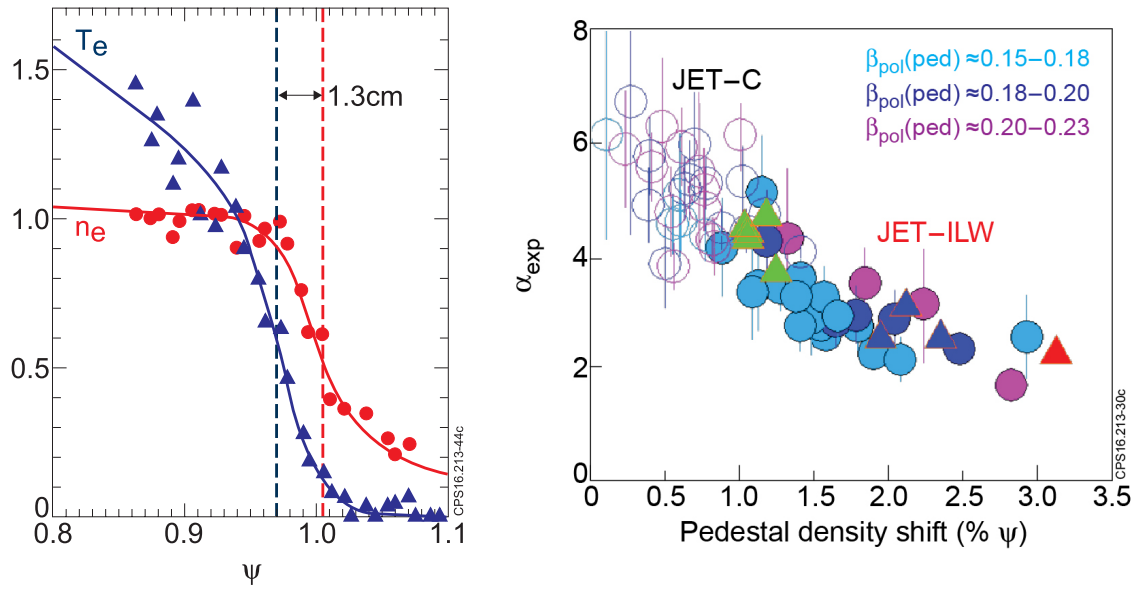 Te
1.5
1.3cm
1.0
ne
0.5
0
0.8
0.9
1.0
1.1
ψ
CPS16.213-44c
8
6
4
2
0
αexp
JET-C
βpol(ped) ≈0.15-0.18
βpol(ped) ≈0.18-0.20
βpol(ped) ≈0.20-0.23
JET-ILW
0
0.5
1.0
1.5
2.0
2.5
3.0
3.5
Pedestal density shift (% ψ)
CPS16.213-30c